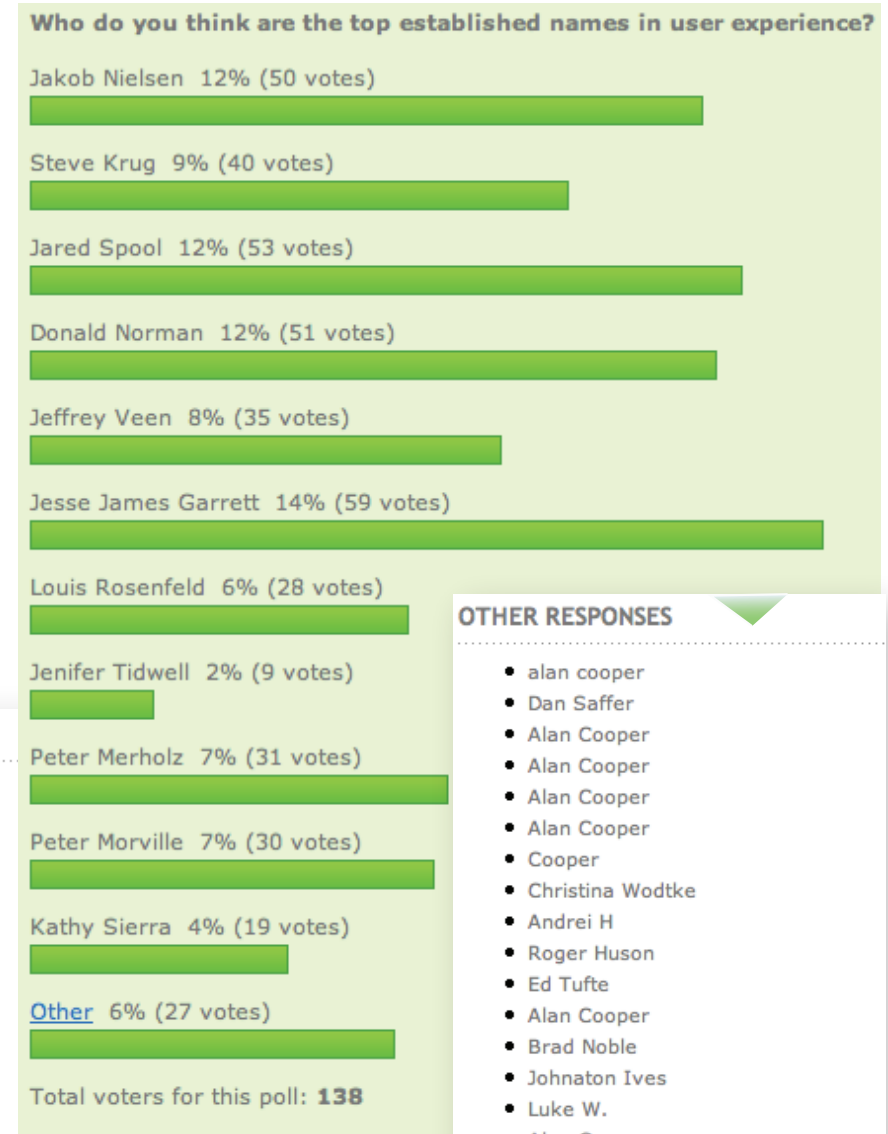 Who do you think are the top established names in user experience?
Jakob Nielsen 12% (50 votes)
Steve Krug 9% (40 votes)
Jared Spool 12% (53 votes)
Donald Norman 12% (51 votes)
Jeffrey Veen 8% (35 votes)
Jesse James Garrett 14% (59 votes)
Louis Rosenfeld 6% (28 votes)
Jenifer Tidwell 2% (9 votes)
Peter Merholz 7% (31 votes)
Peter Morville 7% (30 votes)
Kathy Sierra 4% (19 votes)
Other 6% (27 votes)
Total voters for this poll: 138
OTHER RESPONSES
alan cooper
Dan Saffer
Alan Cooper
Alan Cooper
Alan Cooper
Alan Cooper
Cooper
Christina Wodtke
Andrei H
Roger Huson
Ed Tufte
Alan Cooper
Brad Noble
Johnaton Ives
Luke W.